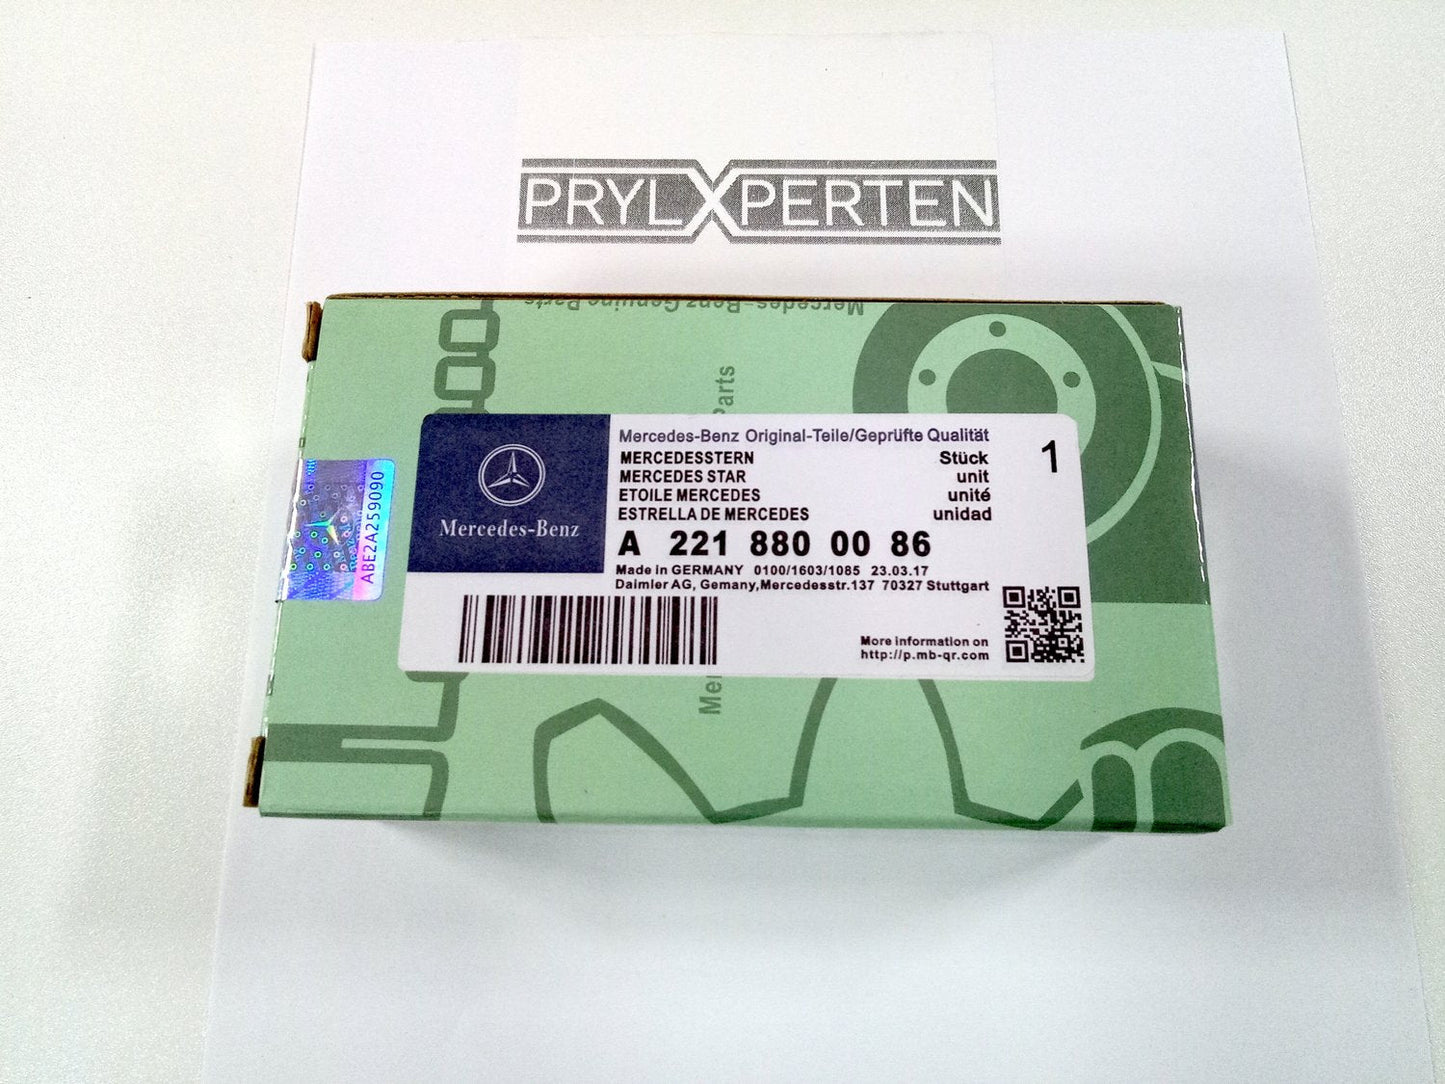 PRYLXPERTEN
Mercedes-Benz Genuine Parts
Parts
Mercedes-Benz Original-Teile/Geprüfte Qualität
MERCEDESSTERN Stück 1
MERCEDES STAR unit
ETOILE MERCEDES unité
ESTRELLA DE MERCEDES unidad
Mercedes-Benz
A 221 880 00 86
Made in GERMANY 0100/1603/1085 23.03.17
Daimler AG, Gemany,Mercedesstr.137 70327 Stuttgart
More information on
http://p.mb-qr.com
ABE2A259090